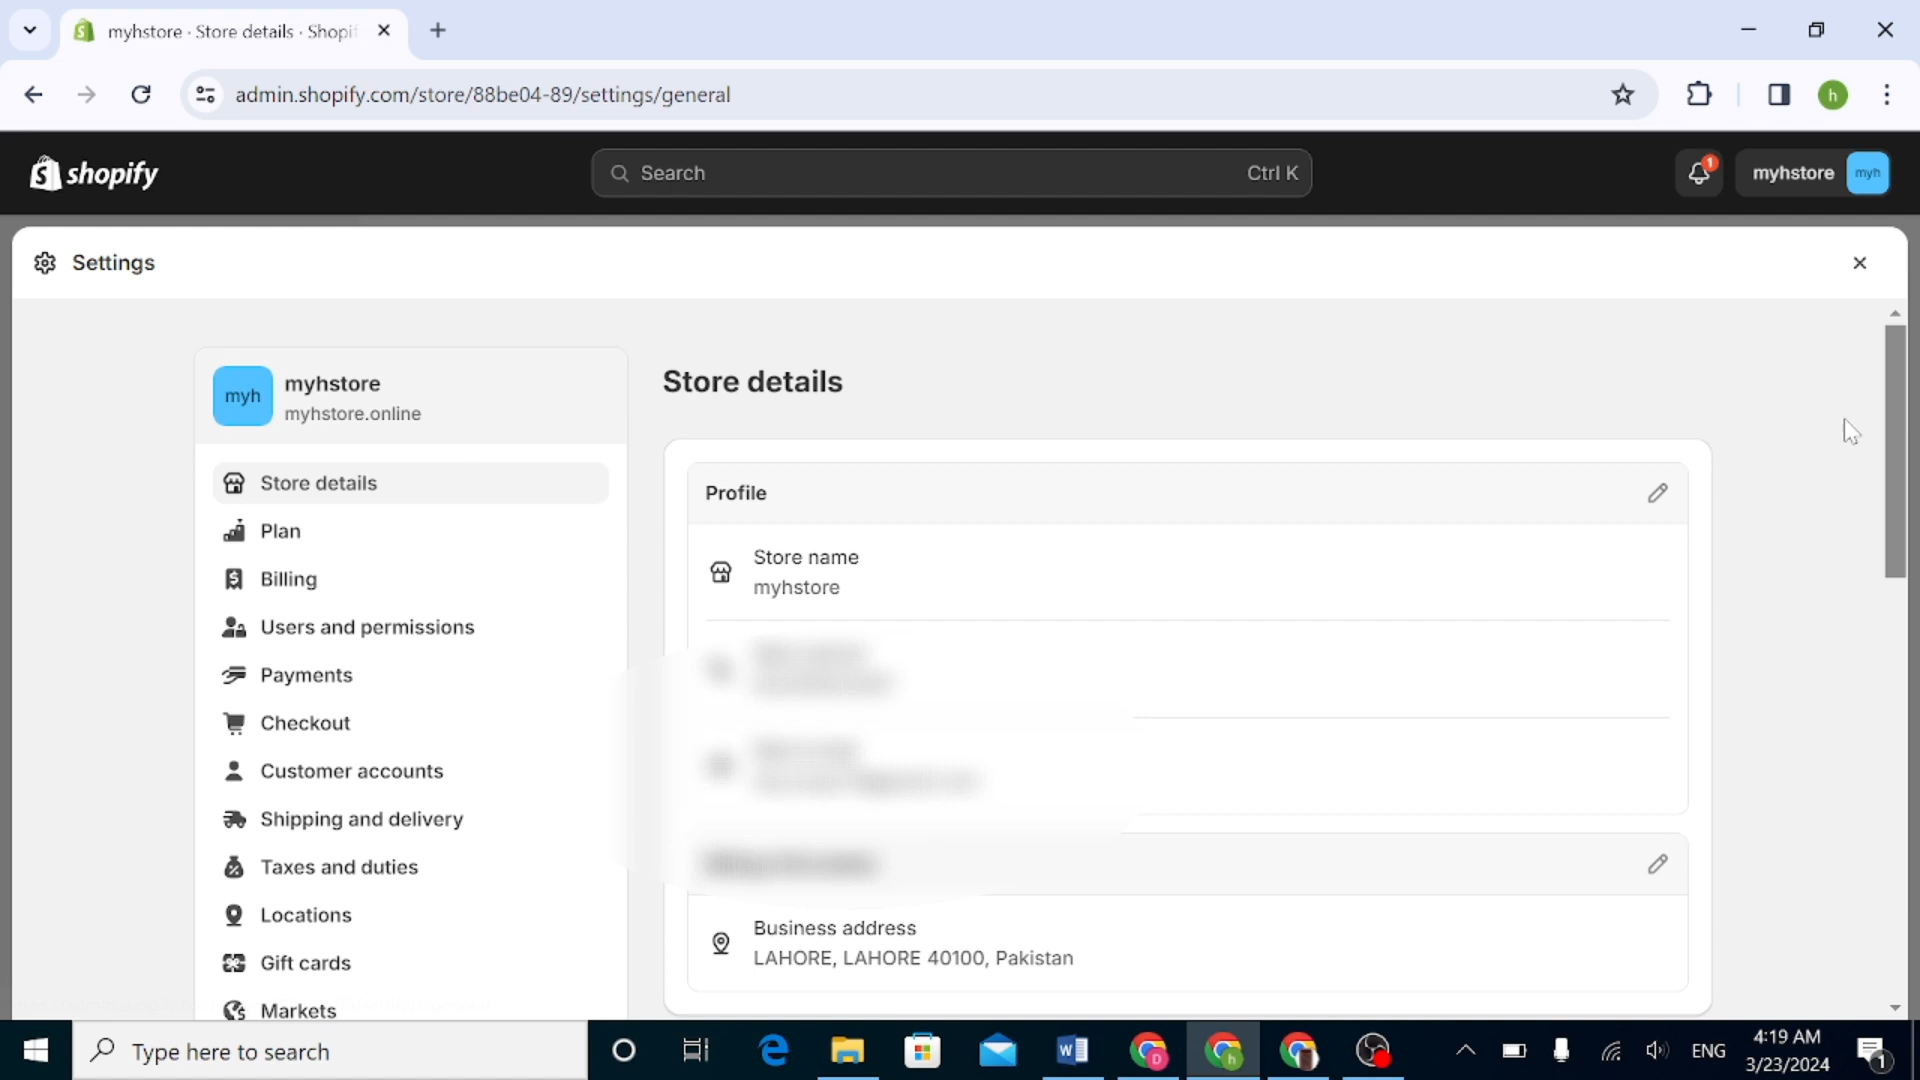 myhstore · Store details · Shopif
admin.shopify.com/store/88be04-89/settings/general
h
shopify
Search
Ctrl K
1
myhstore
myh
Settings
myh
myhstore
myhstore.online
Store details
Plan
Billing
Users and permissions
Payments
Checkout
Customer accounts
Shipping and delivery
Taxes and duties
Locations
Gift cards
Markets
Store details
Profile
Store name
myhstore
Business address
LAHORE, LAHORE 40100, Pakistan
Type here to search
D
h
ENG
4:19 AM
3/23/2024
1